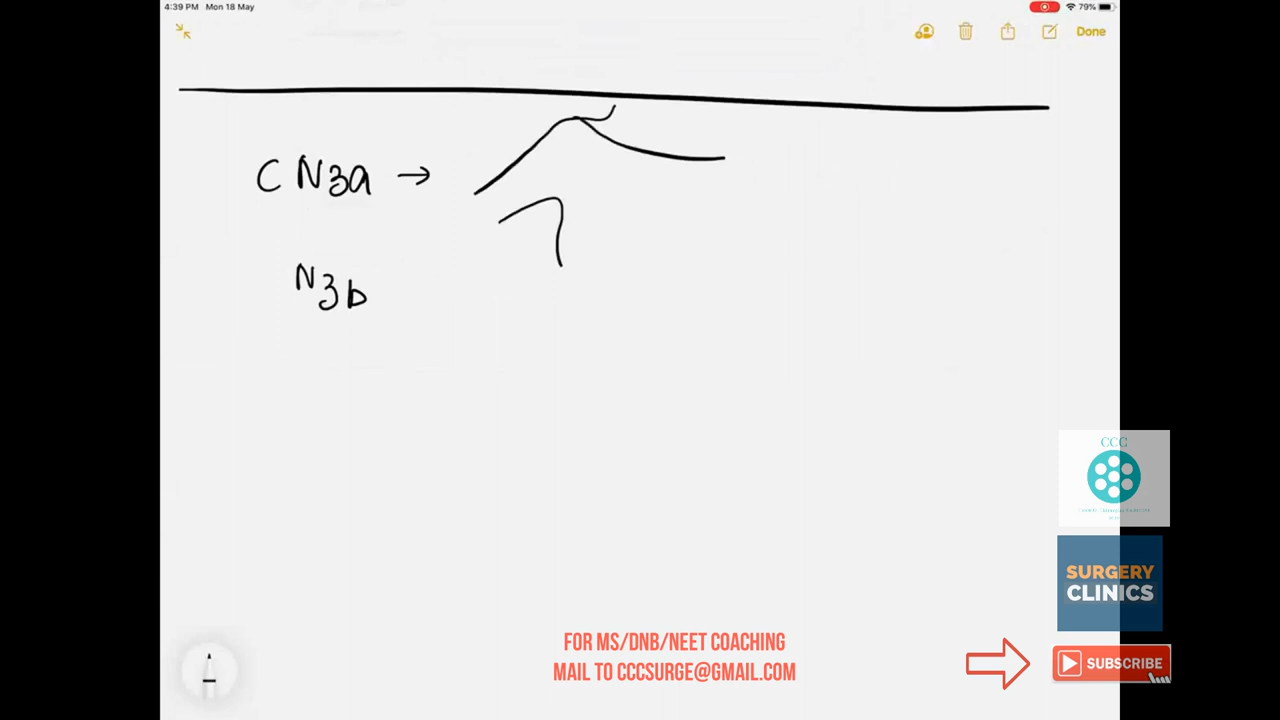 4:39 PM Mon 18 May
79%
Done
CN3a →
N3b
CCC
SURGERY
CLINICS
FOR MS/DNB/NEET COACHING
MAIL TO CCCSURGE@GMAIL.COM
SUBSCRIBE